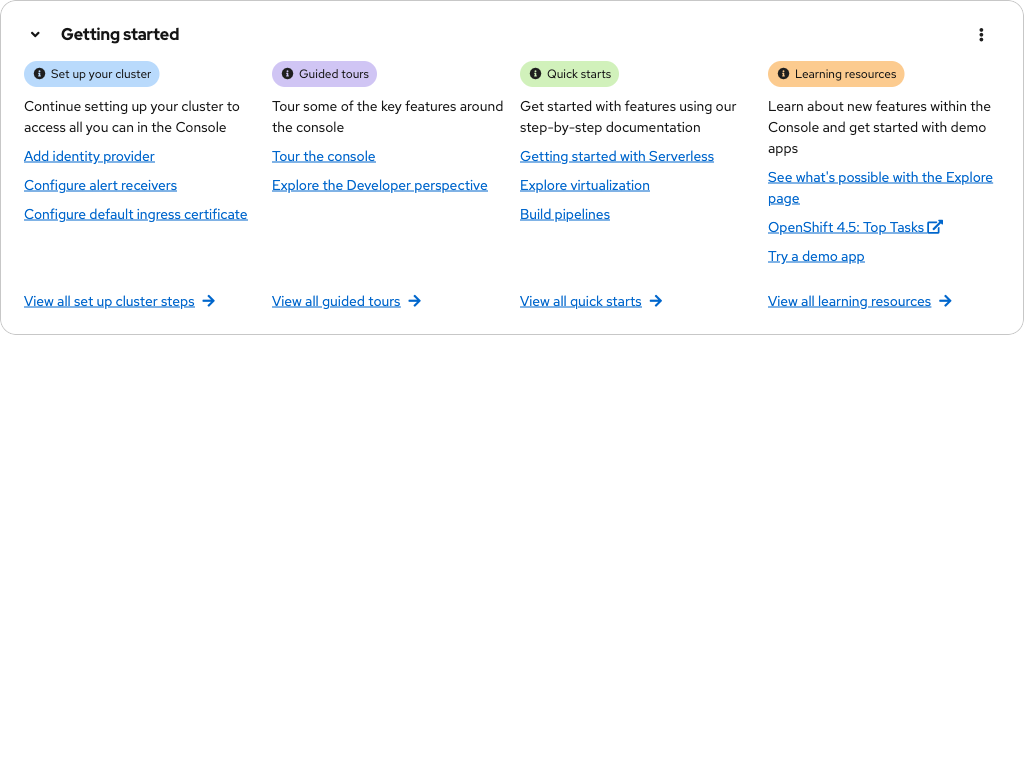 Getting started
Set up your cluster
Continue setting up your cluster to
access all you can in the Console
Add identity provider
Configure alert receivers
Configure default ingress certificate
View all set up cluster steps
Guided tours
Tour some of the key features around
the console
Tour the console
Explore the Developer perspective
View all guided tours
Quick starts
Get started with features using our
step-by-step documentation
Getting started with Serverless
Explore virtualization
Build pipelines
View all quick starts
Learning resources
Learn about new features within the
Console and get started with demo
apps
See what's possible with the Explore
page
OpenShift 4.5: Top Tasks
Try a demo app
View all learning resources